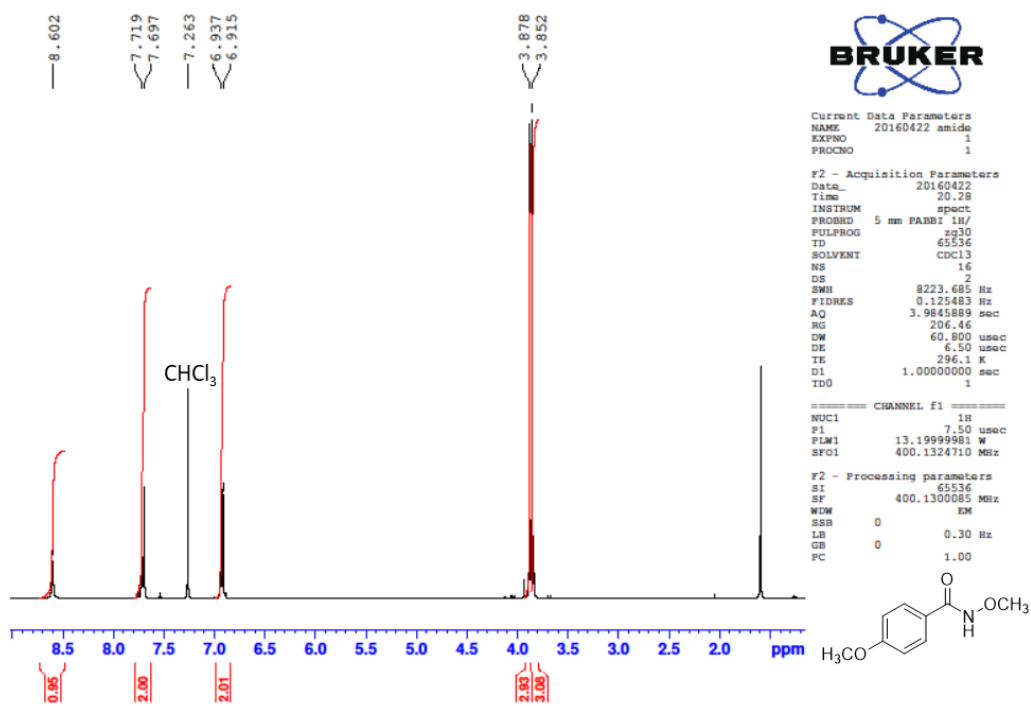 8.602
7.719
7.697
7.263
6.937
6.915
3.878
3.852
BRUKER
Current Data Parameters
NAME 20160422 amide
EXPNO 1
PROCNO 1
F2 - Acquisition Parameters
Date_ 20160422
Time 20.28
INSTRUM spect
PROBHD 5 mm PABBI 1H/
PULPROG zg30
TD 65536
SOLVENT CDCl3
NS 16
DS 2
SWH 8223.685 Hz
FIDRES 0.125483 Hz
AQ 3.9845889 sec
RG 206.46
DW 60.800 usec
DE 6.50 usec
TE 296.1 K
D1 1.00000000 sec
TD0 1
======== CHANNEL f1 ========
NUC1 1H
P1 7.50 usec
PLW1 13.19999981 W
SFO1 400.1324710 MHz
F2 - Processing parameters
SI 65536
SF 400.1300085 MHz
WDW EM
SSB 0
LB 0.30 Hz
GB 0
PC 1.00
CHCl3
O
N
H
OCH3
H3CO
8.5 8.0 7.5 7.0 6.5 6.0 5.5 5.0 4.5 4.0 3.5 3.0 2.5 2.0 ppm
0.95
2.00
2.01
2.93
3.08